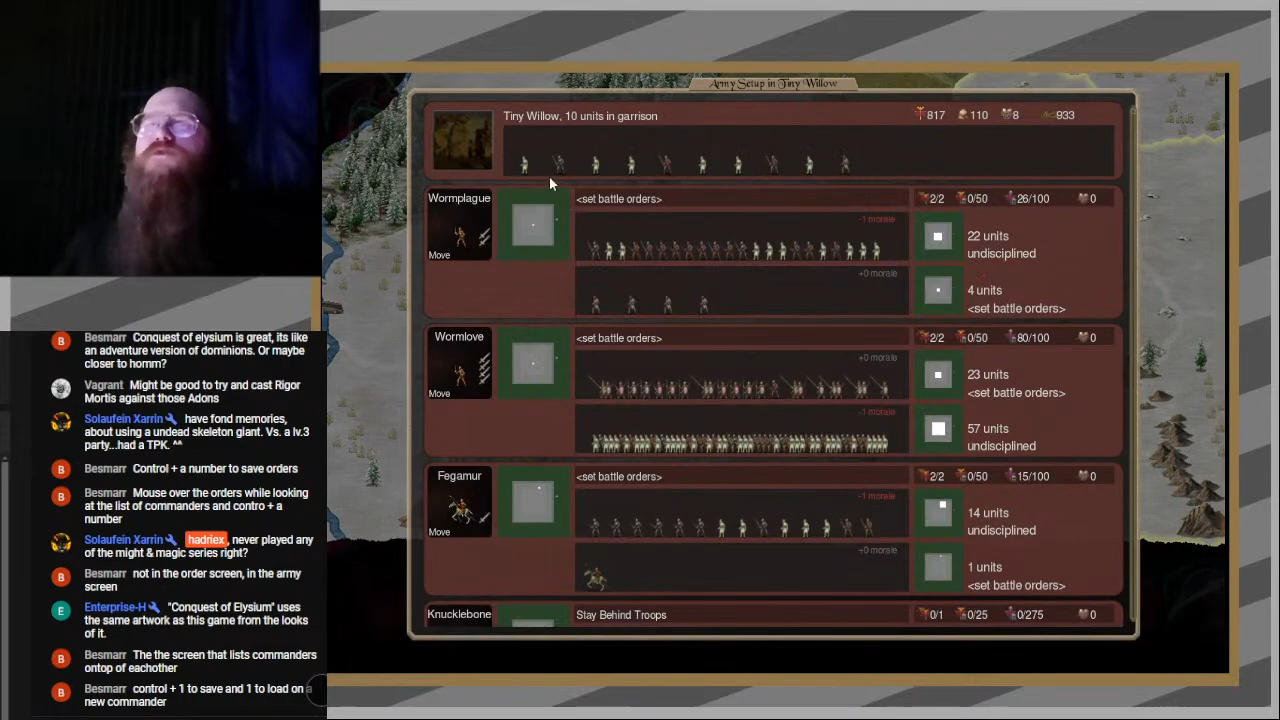 Army Setup in Tiny Willow
Tiny Willow, 10 units in garrison
817
110
8
933
Wormplague
Move
<set battle orders>
2/2
0/50
26/100
0
-1 morale
22 units
undisciplined
+0 morale
4 units
<set battle orders>
Wormlove
Move
<set battle orders>
2/2
0/50
80/100
0
+0 morale
23 units
<set battle orders>
-1 morale
57 units
undisciplined
Fegamur
Move
<set battle orders>
2/2
0/50
15/100
0
-1 morale
14 units
undisciplined
+0 morale
1 units
<set battle orders>
Knucklebone
Stay Behind Troops
0/1
0/25
0/275
0
B Besmarr Conquest of elysium is great, its like
an adventure version of dominions. Or maybe
closer to homm?
Vagrant Might be good to try and cast Rigor
Mortis against those Adons
Solaufein Xarrin have fond memories,
about using a undead skeleton giant. Vs. a lv.3
party...had a TPK. ^^
B Besmarr Control + a number to save orders
B Besmarr Mouse over the orders while looking
at the list of commanders and contro + a
number
Solaufein Xarrin hadriex, never played any
of the might & magic series right?
B Besmarr not in the order screen, in the army
screen
E Enterprise-H "Conquest of Elysium" uses
the same artwork as this game from the looks
of it.
B Besmarr The the screen that lists commanders
ontop of eachother
B Besmarr control + 1 to save and 1 to load on a
new commander